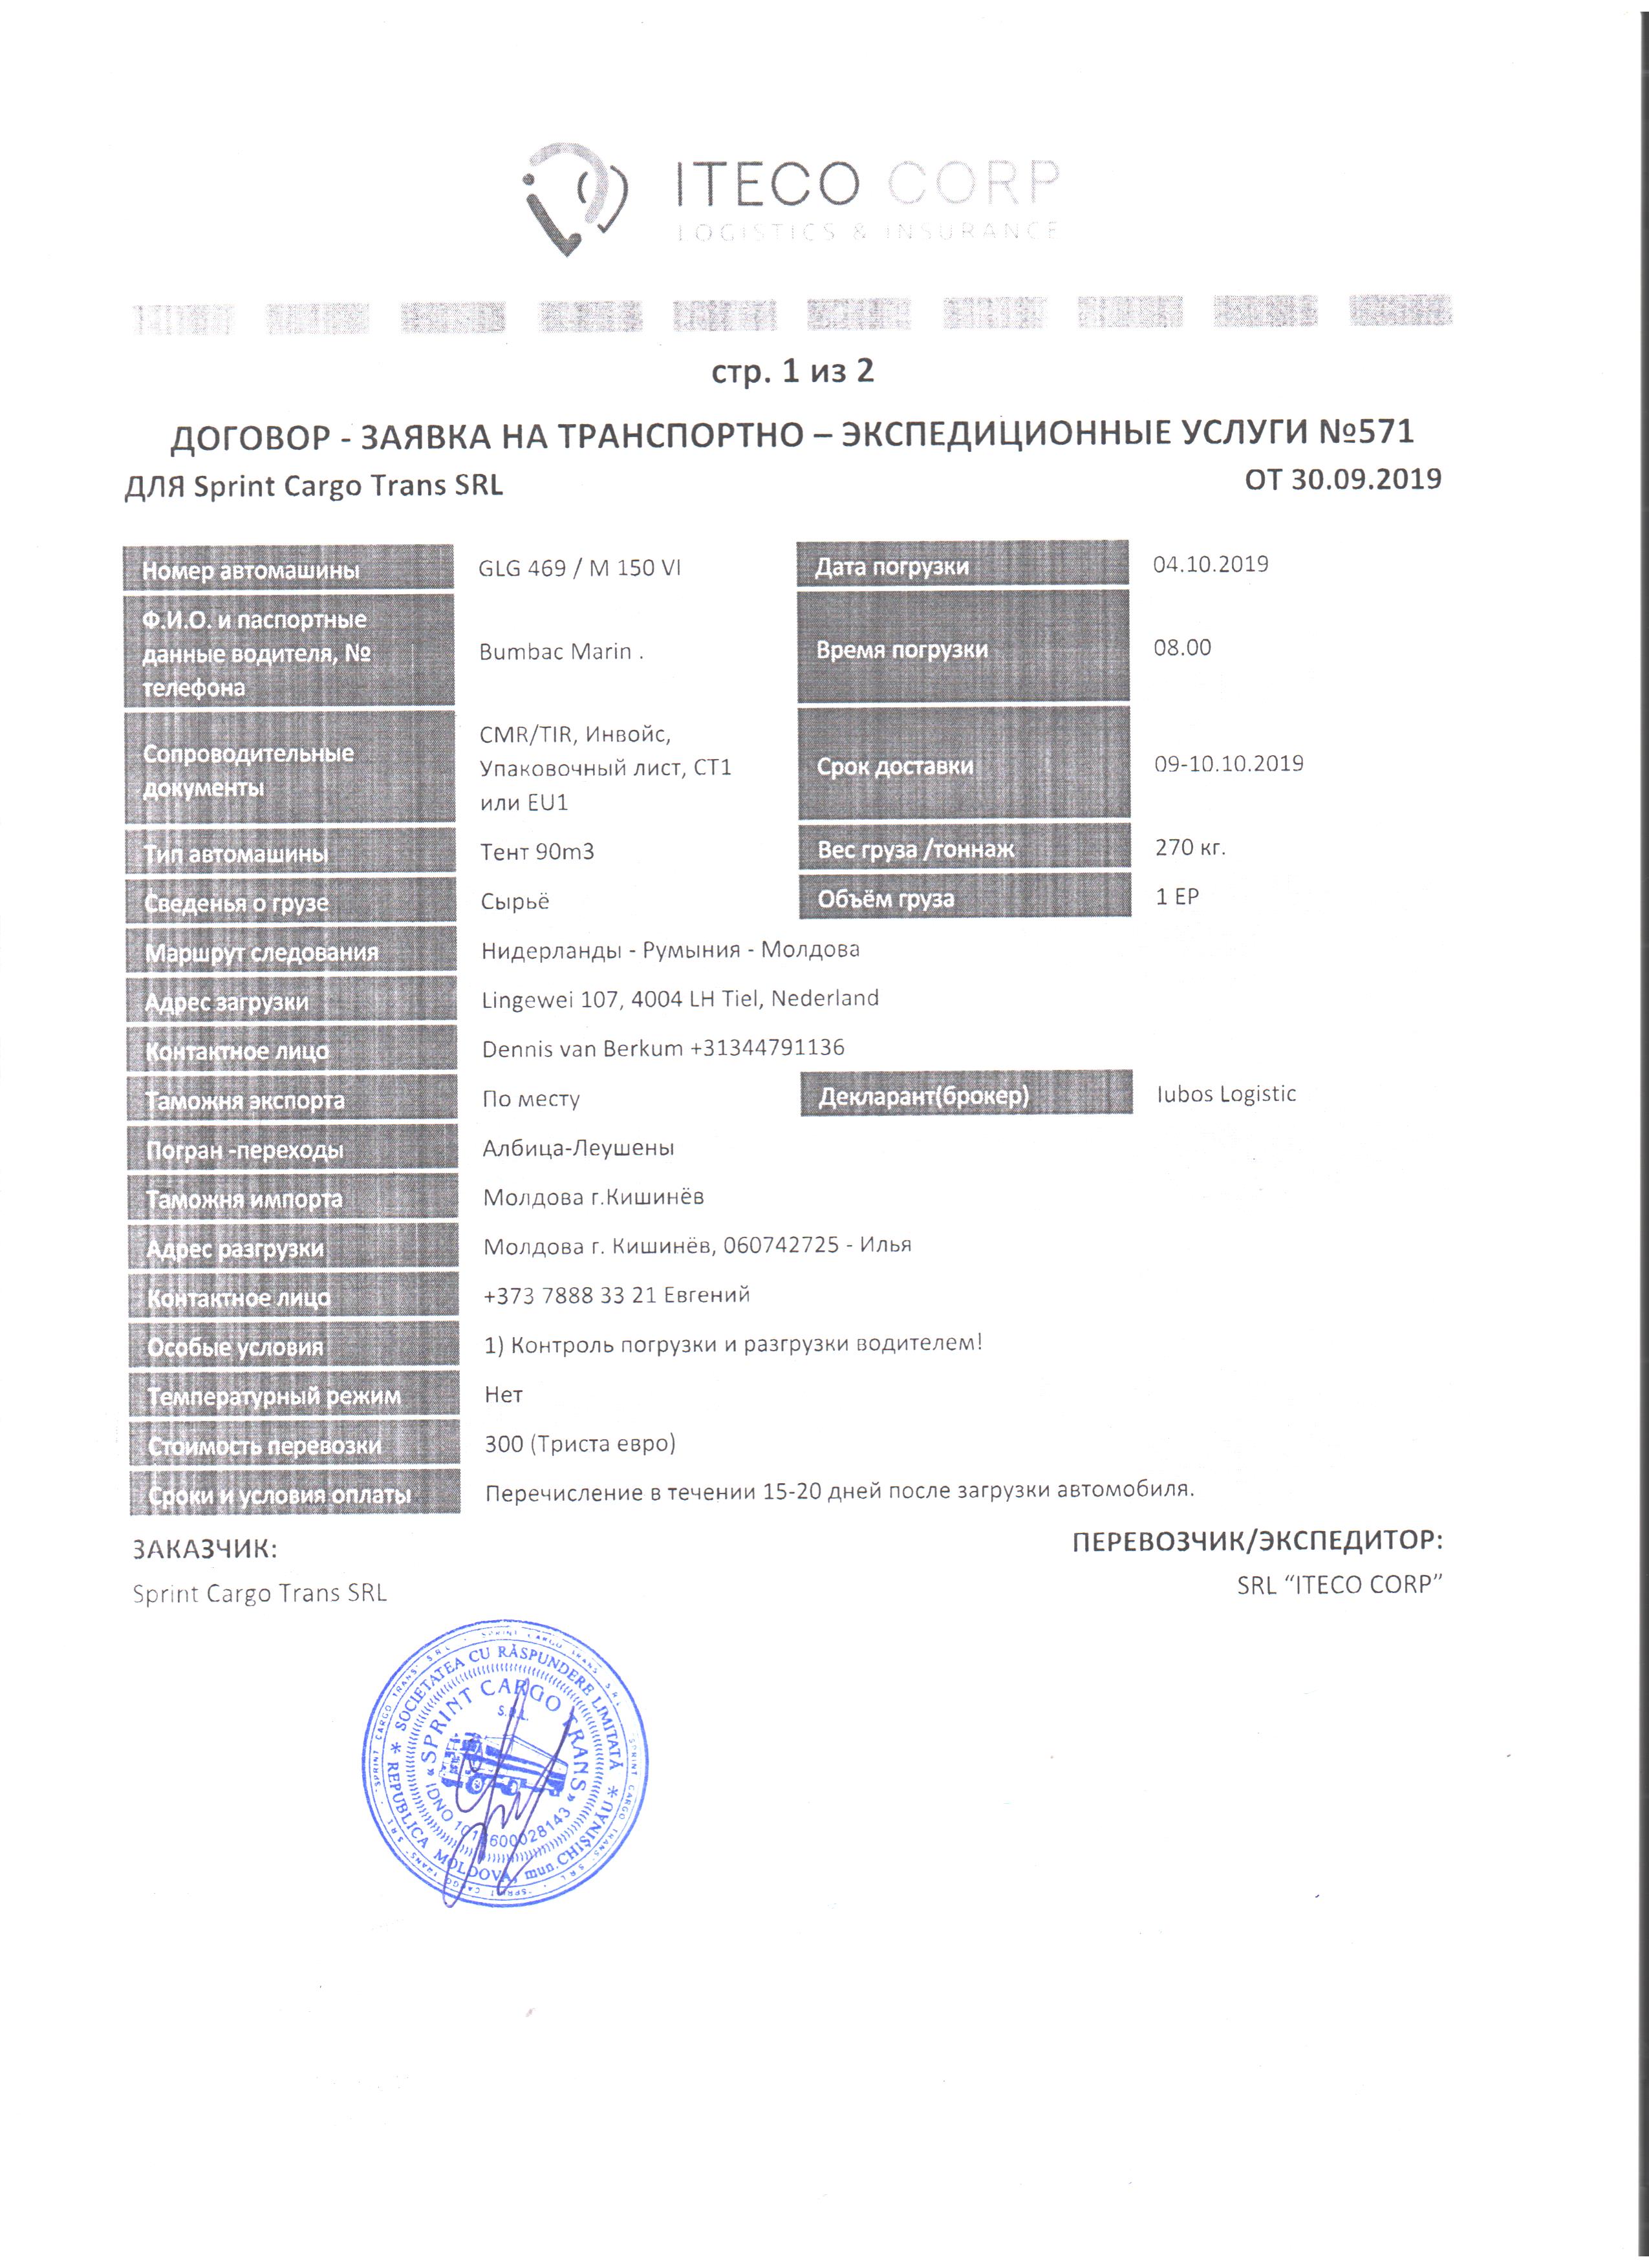 ITECO CORP
LOGISTICS & INSURANCE
стр. 1 из 2
ДОГОВОР - ЗАЯВКА НА ТРАНСПОРТНО – ЭКСПЕДИЦИОННЫЕ УСЛУГИ №571
ДЛЯ Sprint Cargo Trans SRL ОТ 30.09.2019
Номер автомашины GLG 469 / M 150 VI Дата погрузки 04.10.2019
Ф.И.О. и паспортные
данные водителя, №
телефона
Bumbac Marin . Время погрузки 08.00
Сопроводительные
документы
CMR/TIR, Инвойс,
Упаковочный лист, СТ1
или EU1
Срок доставки 09-10.10.2019
Тип автомашины Тент 90m3 Вес груза /тоннаж 270 кг.
Сведенья о грузе Сырьё Объём груза 1 EP
Маршрут следования Нидерланды - Румыния - Молдова
Адрес загрузки Lingewei 107, 4004 LH Tiel, Nederland
Контактное лицо Dennis van Berkum +31344791136
Таможня экспорта По месту Декларант(брокер) Iubos Logistic
Погран -переходы Албица-Леушены
Таможня импорта Молдова г.Кишинёв
Адрес разгрузки Молдова г. Кишинёв, 060742725 - Илья
Контактное лицо +373 7888 33 21 Евгений
Особые условия 1) Контроль погрузки и разгрузки водителем!
Температурный режим Нет
Стоимость перевозки 300 (Триста евро)
Сроки и условия оплаты Перечисление в течении 15-20 дней после загрузки автомобиля.
ЗАКАЗЧИК: ПЕРЕВОЗЧИК/ЭКСПЕДИТОР:
Sprint Cargo Trans SRL SRL “ITECO CORP”
SOCIETATEA CU RĂSPUNDERE LIMITATĂ
«SPRINT CARGO TRANS»
S.R.L.
IDNO
REPUBLICA MOLDOVA, mun.CHIȘINĂU